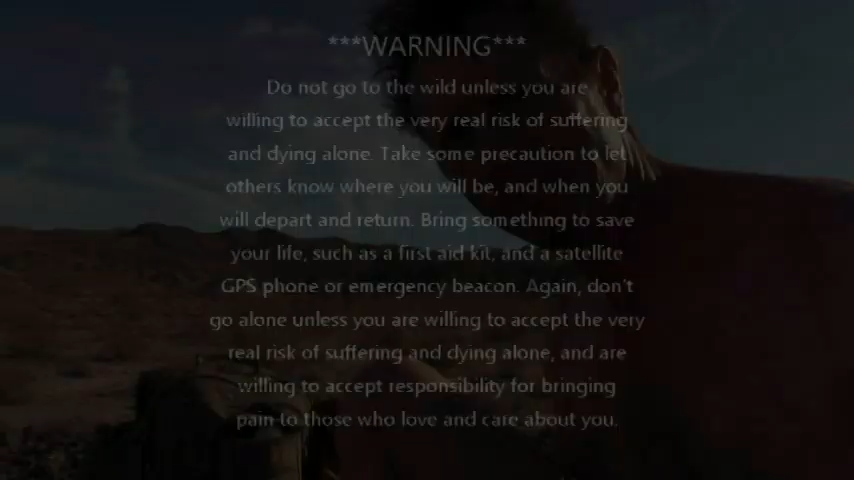 ***WARNING***
Do not go to the wild unless you are
willing to accept the very real risk of suffering
and dying alone. Take some precaution to let
others know where you will be, and when you
will depart and return. Bring something to save
your life, such as a first aid kit, and a satellite
GPS phone or emergency beacon. Again, don't
go alone unless you are willing to accept the very
real risk of suffering and dying alone, and are
willing to accept responsibility for bringing
pain to those who love and care about you.